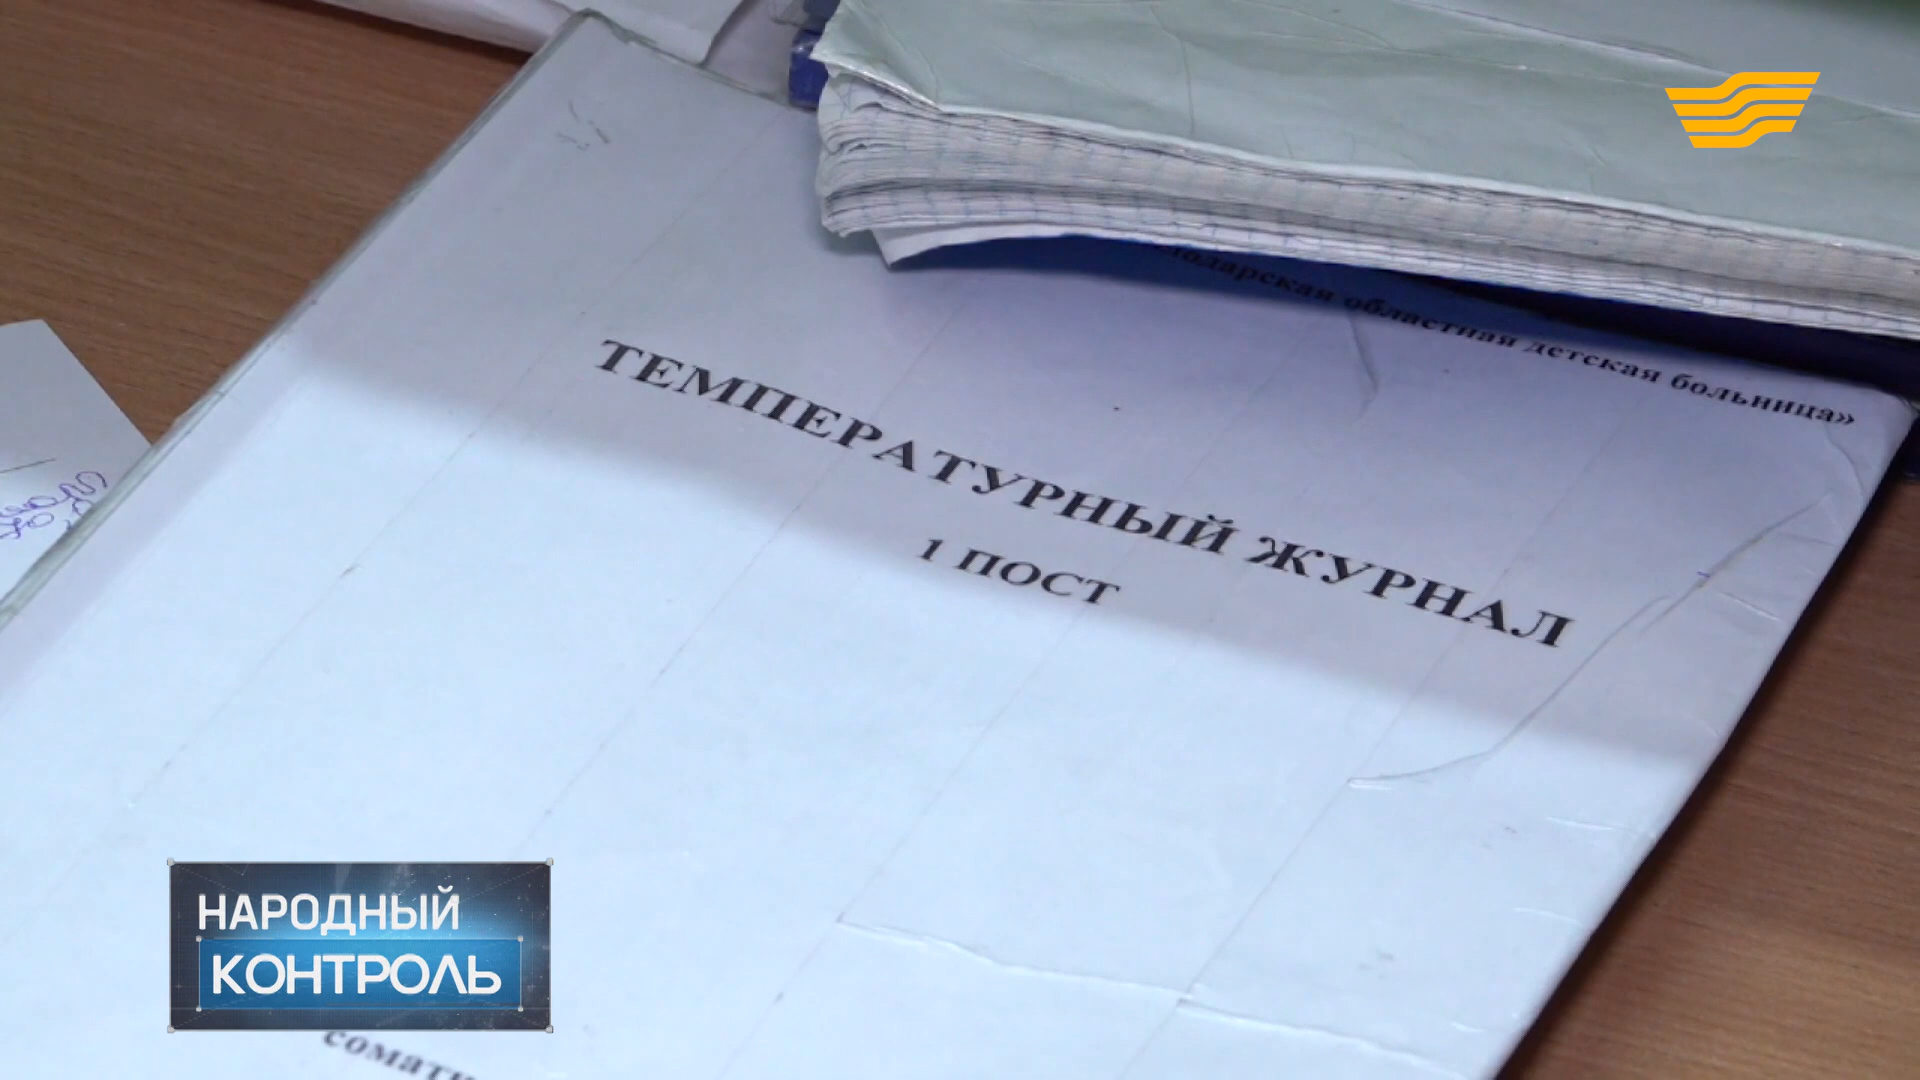 областная детская больница»
ТЕМПЕРАТУРНЫЙ ЖУРНАЛ
1 ПОСТ
НАРОДНЫЙ
КОНТРОЛЬ